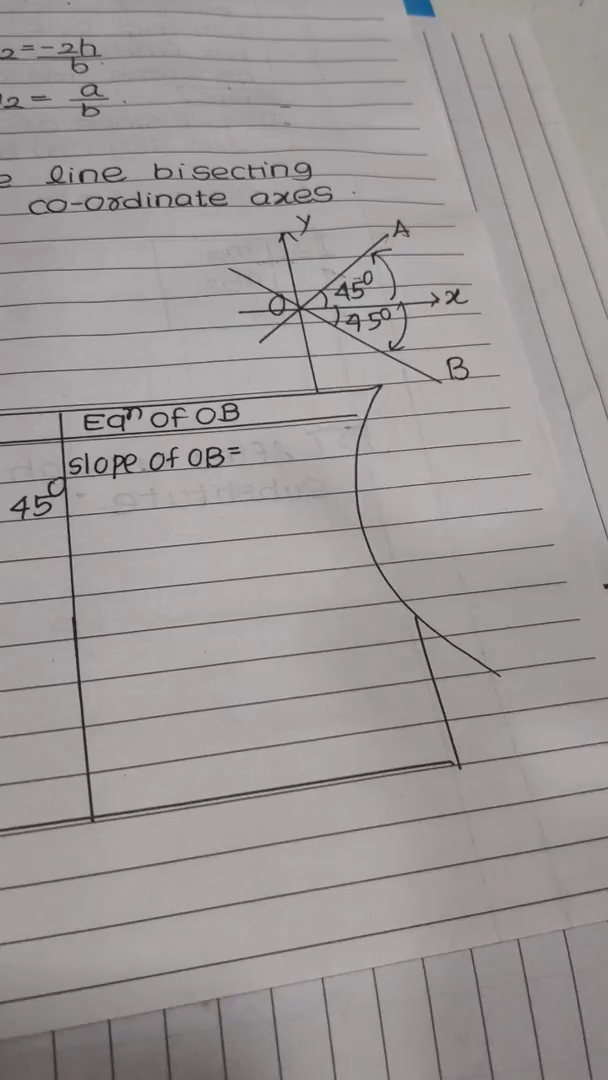 2 = -2h/b
2 = a/b.
line bisecting
co-ordinate axes.
Y
A
45°
O
x
45°
B
Eqⁿ of OB
slope of OB=
45°